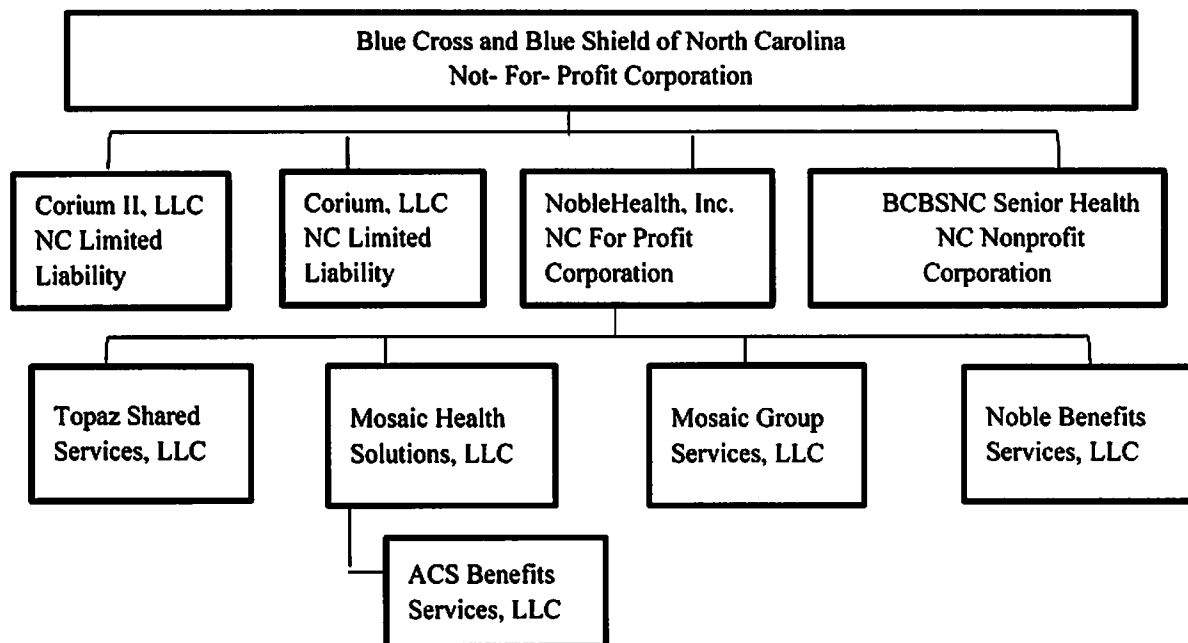 Blue Cross and Blue Shield of North Carolina
Not- For- Profit Corporation
Corium II, LLC
NC Limited
Liability
Corium, LLC
NC Limited
Liability
NobleHealth, Inc.
NC For Profit
Corporation
BCBSNC Senior Health
NC Nonprofit
Corporation
Topaz Shared
Services, LLC
Mosaic Health
Solutions, LLC
Mosaic Group
Services, LLC
Noble Benefits
Services, LLC
ACS Benefits
Services, LLC